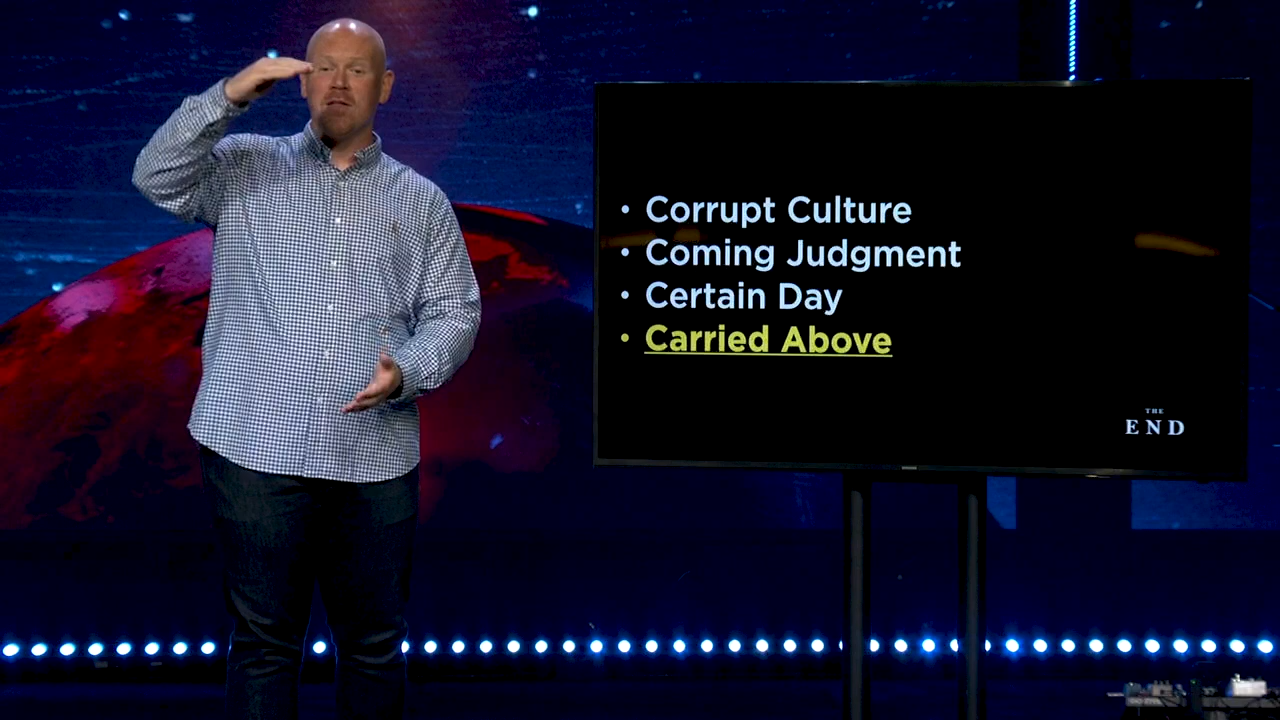 • Corrupt Culture
• Coming Judgment
• Certain Day
• Carried Above
THE
END